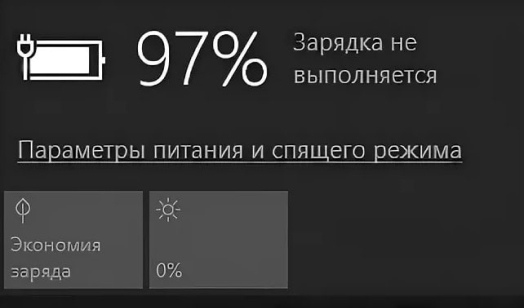 97%
Зарядка не
выполняется
Параметры питания и спящего режима
Экономия
заряда
0%